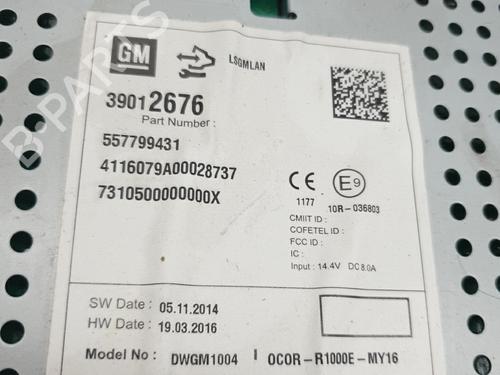 GM
LSGMLAN
39012676
Part Number :
557799431
4116079A00028737
7310500000000X
CE
1177
E9
10R-036803
CMIIT ID :
COFETEL ID :
FCC ID :
IC :
Input : 14.4V DC 8.0A
SW Date : 05.11.2014
HW Date : 19.03.2016
Model No : DWGM1004 OCOR-R1000E-MY16
B-PARTS